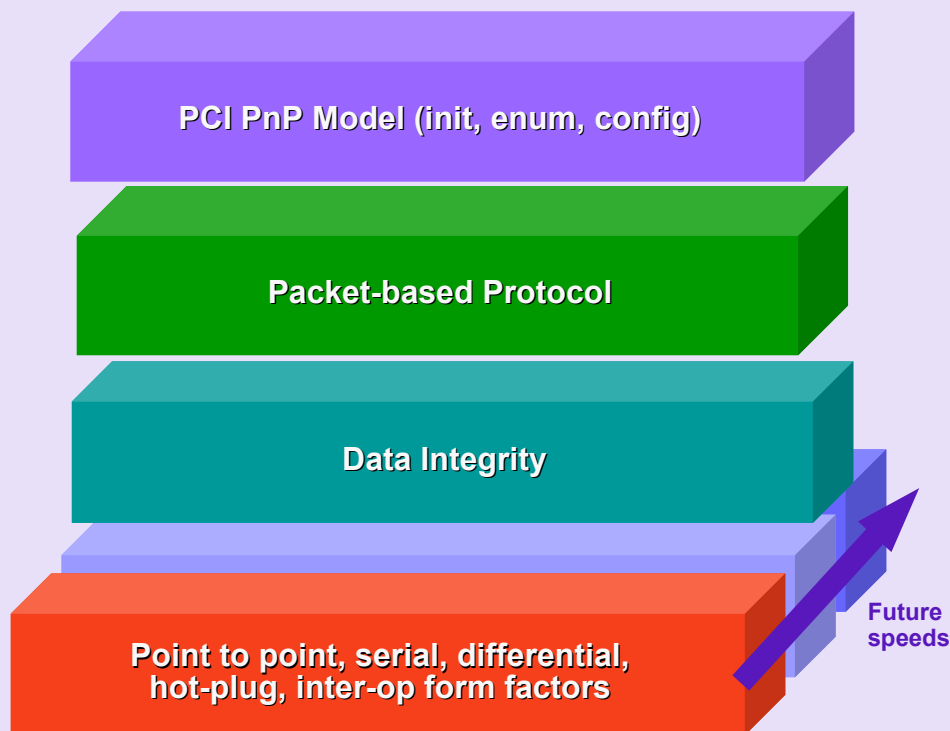 PCI PnP Model (init, enum, config)
Packet-based Protocol
Data Integrity
Future
speeds
Point to point, serial, differential,
hot-plug, inter-op form factors